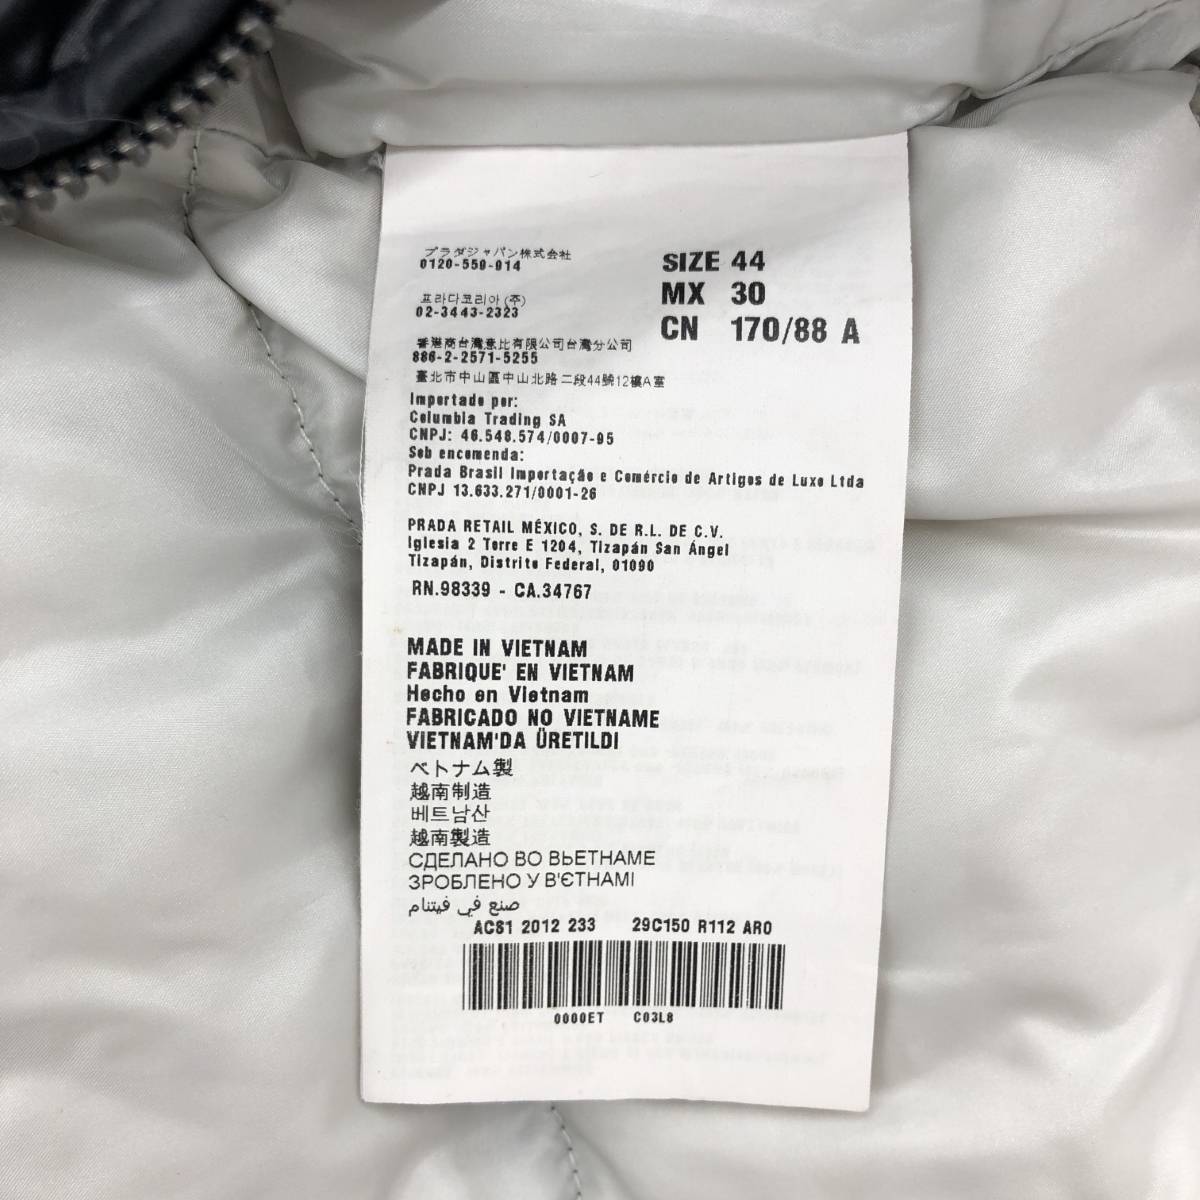 プラダジャパン株式会社
0120-559-914
프라다코리아(주)
02-3443-2323
香港商台灣意比有限公司台灣分公司
886-2-2571-5255
臺北市中山區中山北路二段44號12樓A室
Importado por:
Columbia Trading SA
CNPJ: 46.548.574/0007-95
Sob encomenda:
Prada Brasil Importação e Comércio de Artigos de Luxo Ltda
CNPJ 13.633.271/0001-26
PRADA RETAIL MÉXICO, S. DE R.L. DE C.V.
Iglesia 2 Torre E 1204, Tizapán San Ángel
Tizapán, Distrito Federal, 01090
RN.98339 - CA.34767
SIZE 44
MX 30
CN 170/88 A
MADE IN VIETNAM
FABRIQUE' EN VIETNAM
Hecho en Vietnam
FABRICADO NO VIETNAME
VIETNAM'DA ÜRETILDI
ベトナム製
越南制造
베트남산
越南製造
СДЕЛАНО ВО ВЬЕТНАМЕ
ЗРОБЛЕНО У В'ЄТНАМІ
صنع في فيتنام
AC81 2012 233 29C150 R112 AR0
0000ET C03L8